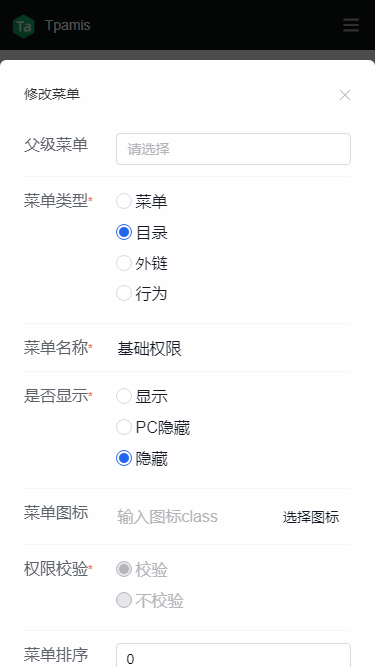 Ta Tpamis
修改菜单
父级菜单 请选择
菜单类型* 菜单
目录
外链
行为
菜单名称* 基础权限
是否显示* 显示
PC隐藏
隐藏
菜单图标 输入图标class 选择图标
权限校验* 校验
不校验
菜单排序 0